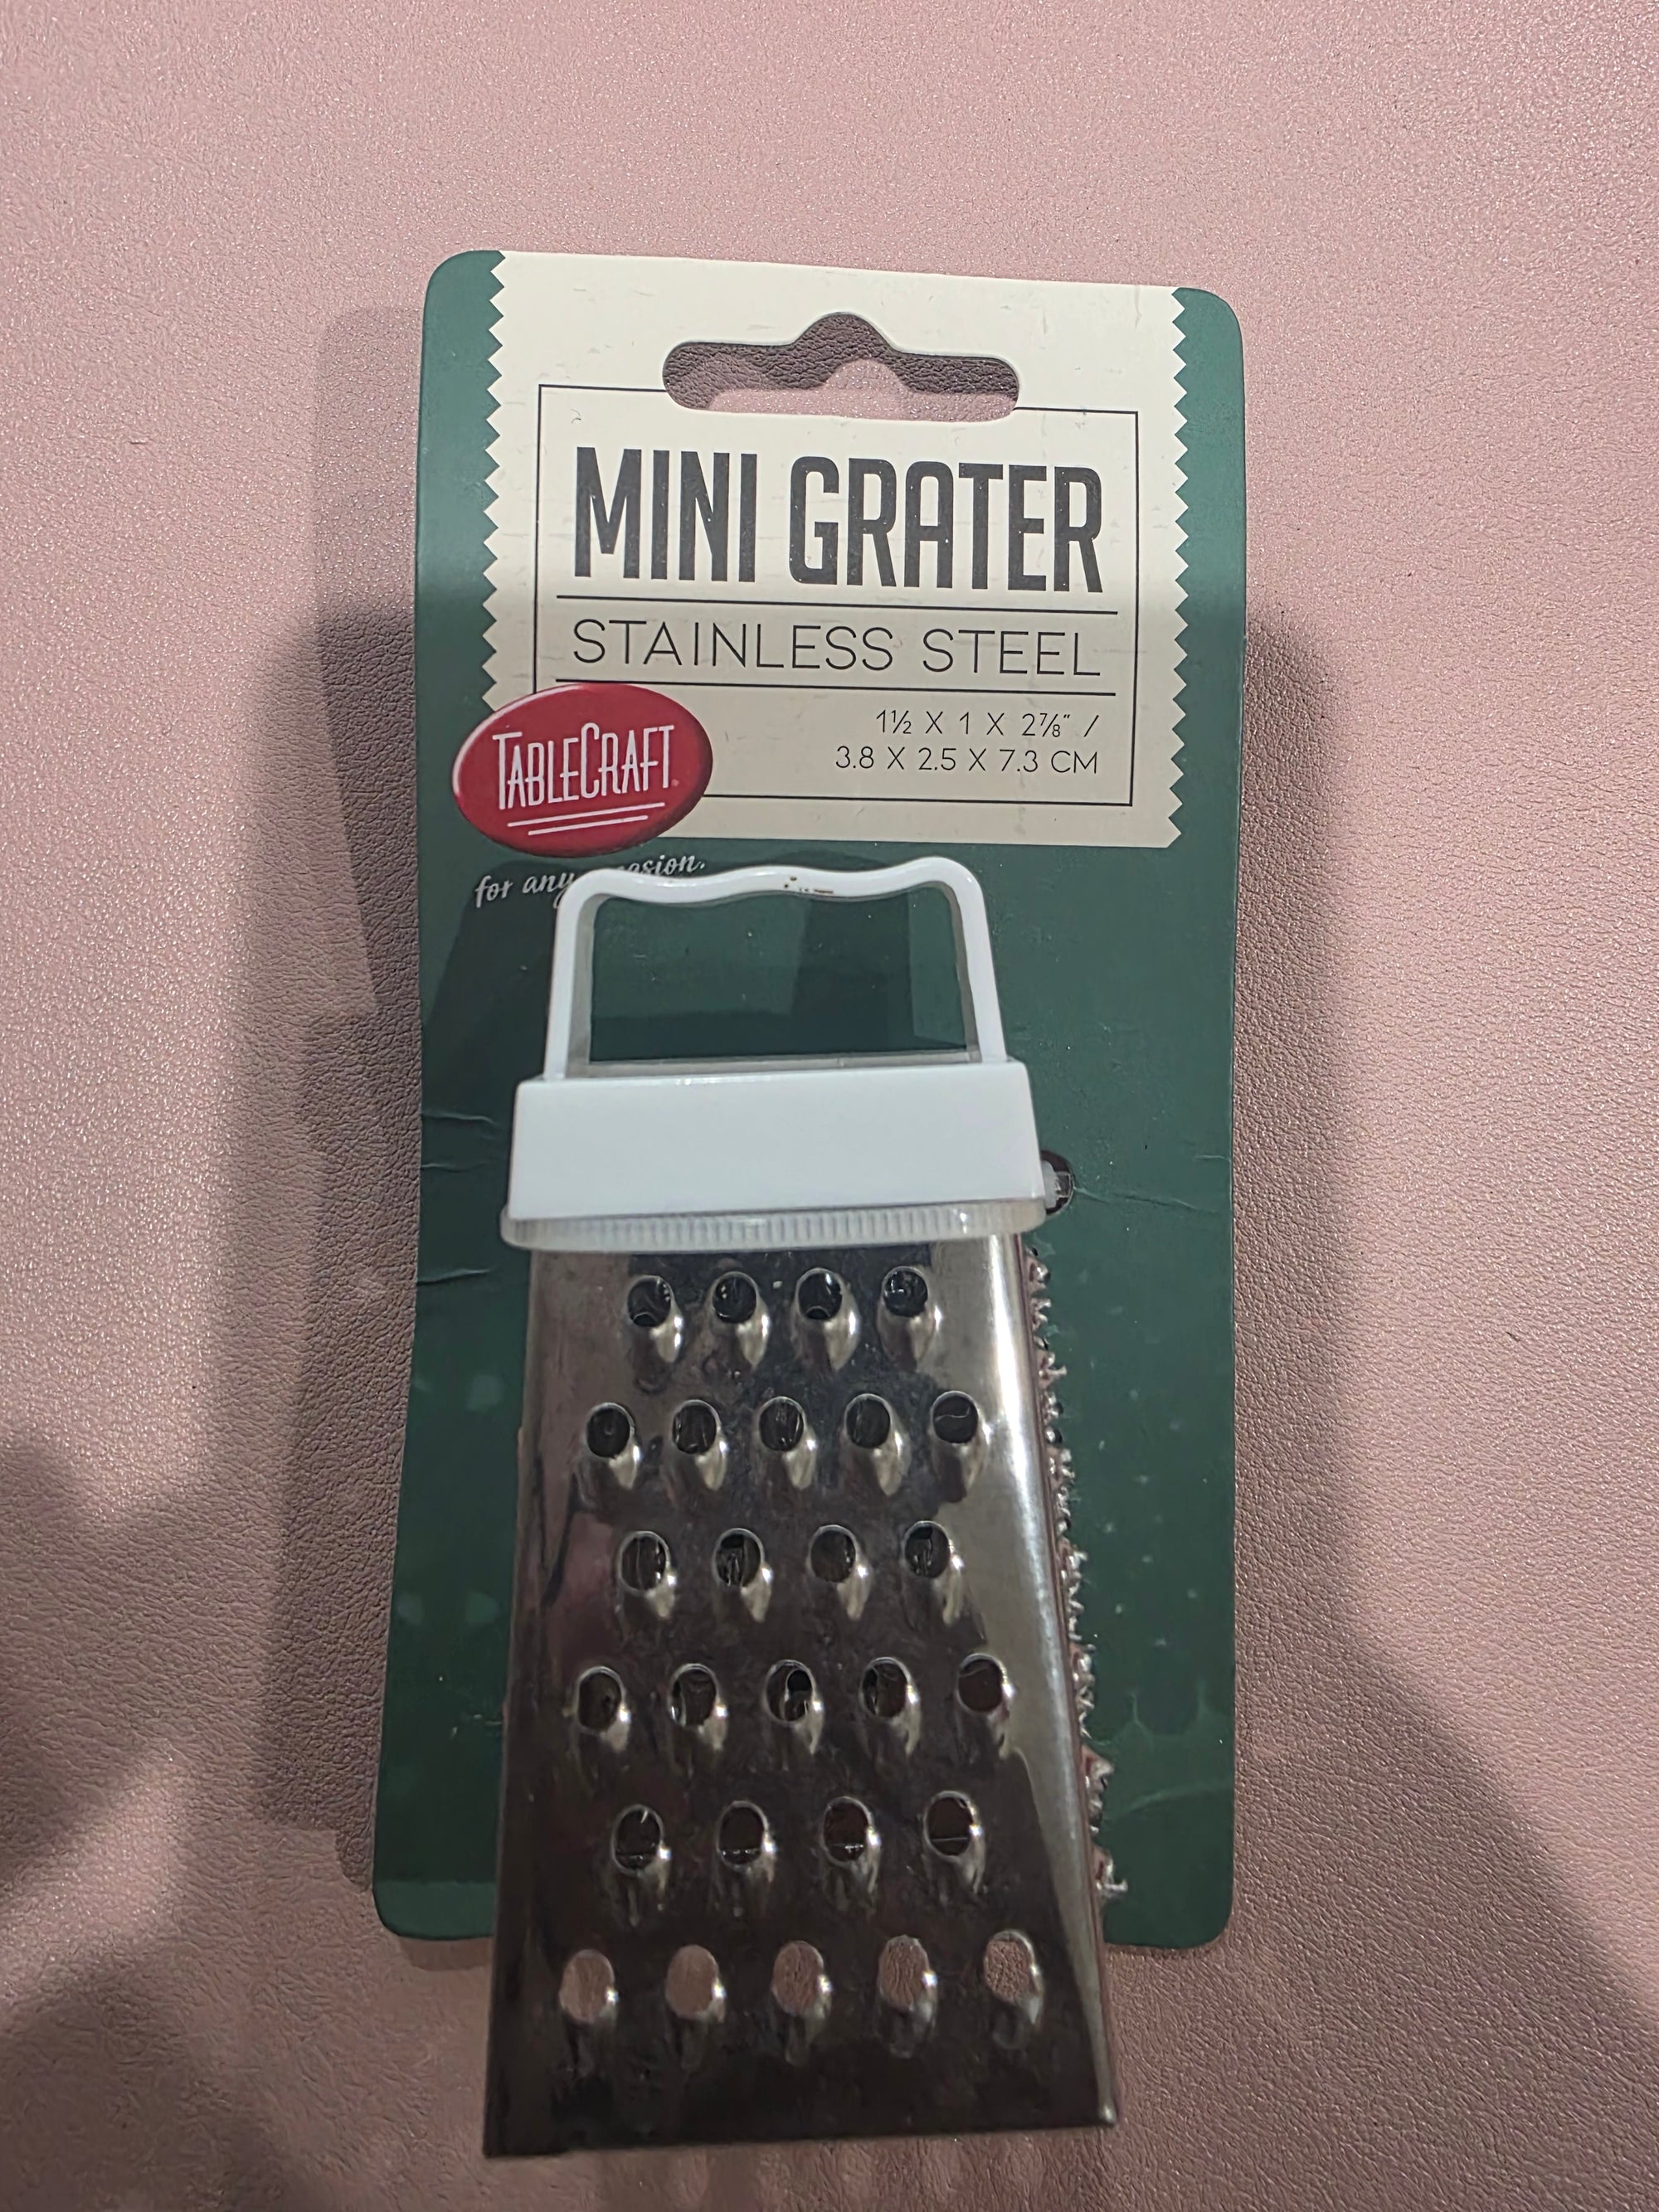 MINI GRATER
STAINLESS STEEL
1½ X 1 X 2⅞" /
3.8 X 2.5 X 7.3 CM
TABLECRAFT
for any